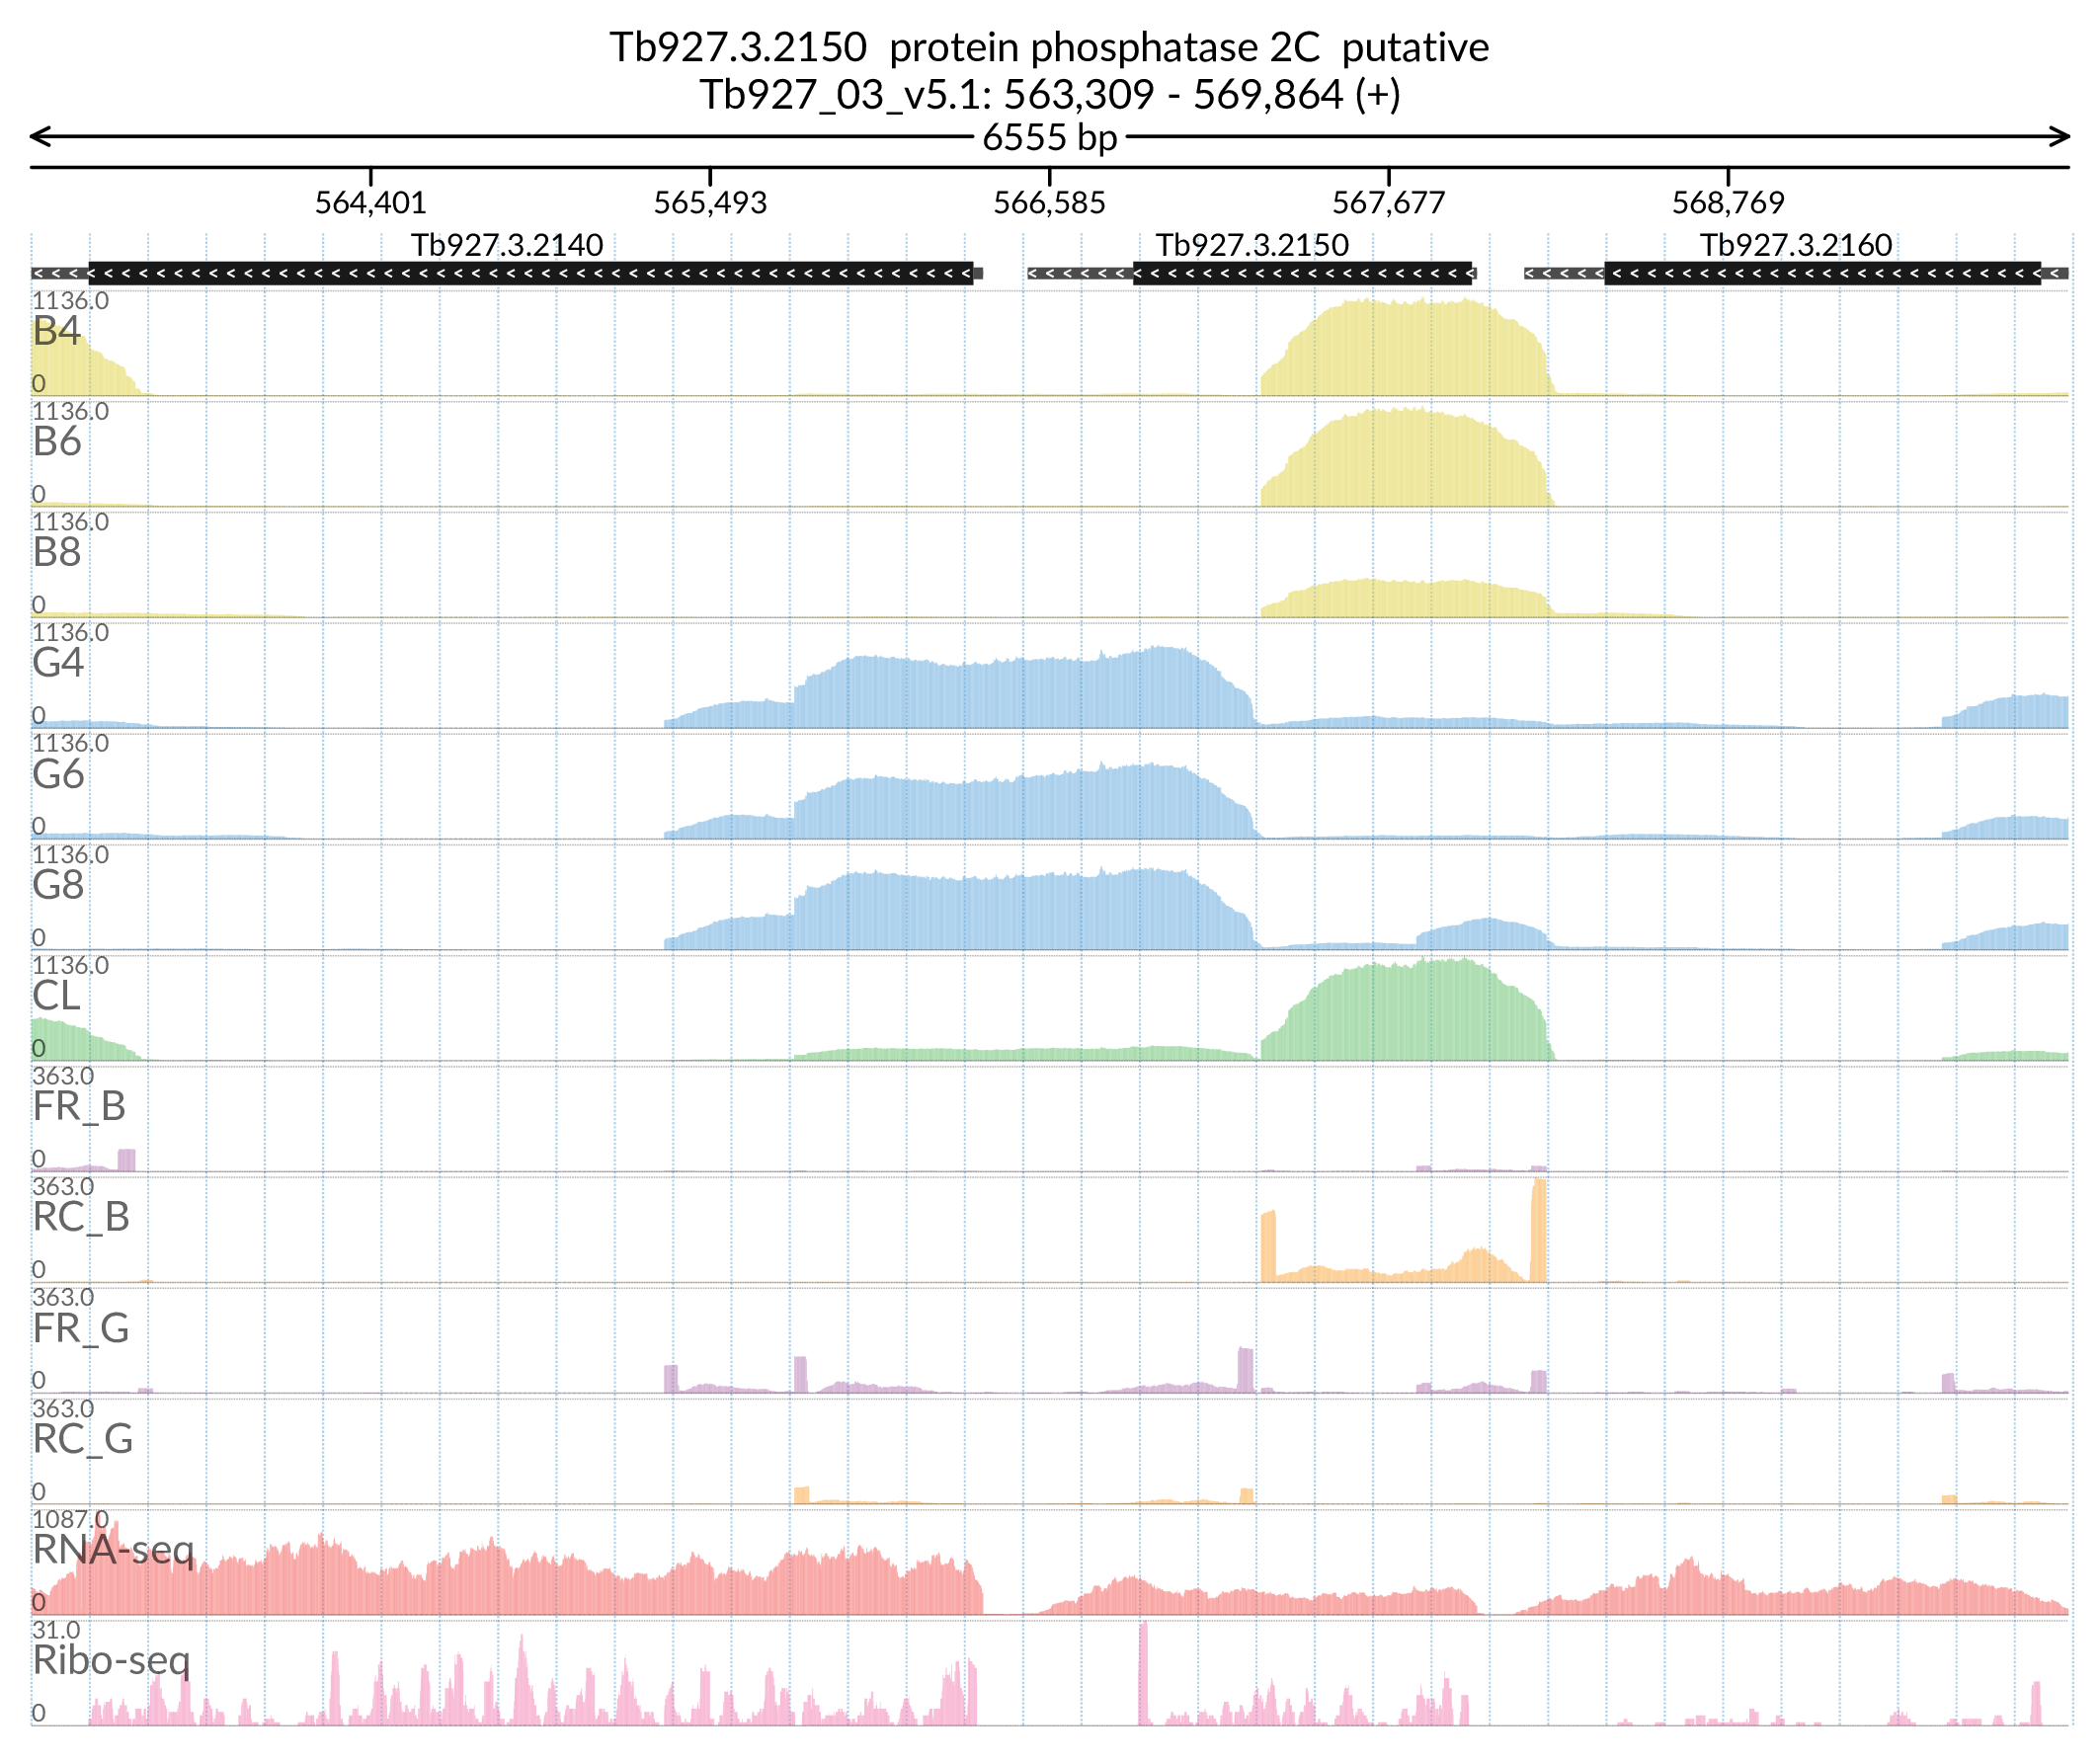 Tb927.3.2150  protein phosphatase 2C  putative
Tb927_03_v5.1: 563,309 - 569,864 (+)
6555 bp
564,401 565,493 566,585 567,677 568,769
Tb927.3.2140 Tb927.3.2150 Tb927.3.2160
1136.0
B4
0
1136.0
B6
0
1136.0
B8
0
1136.0
G4
0
1136.0
G6
0
1136.0
G8
0
1136.0
CL
0
363.0
FR_B
0
363.0
RC_B
0
363.0
FR_G
0
363.0
RC_G
0
1087.0
RNA-seq
0
31.0
Ribo-seq
0